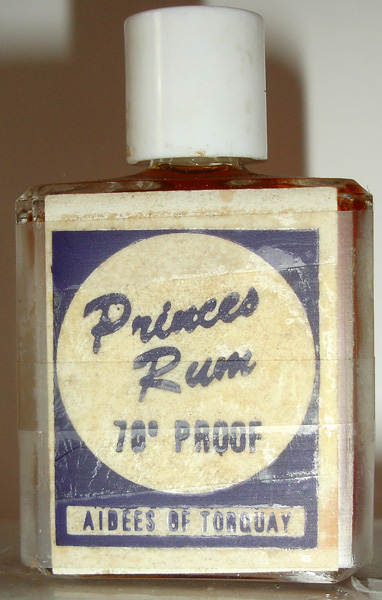 Princes
Rum
70° PROOF
AIDEES OF TORQUAY